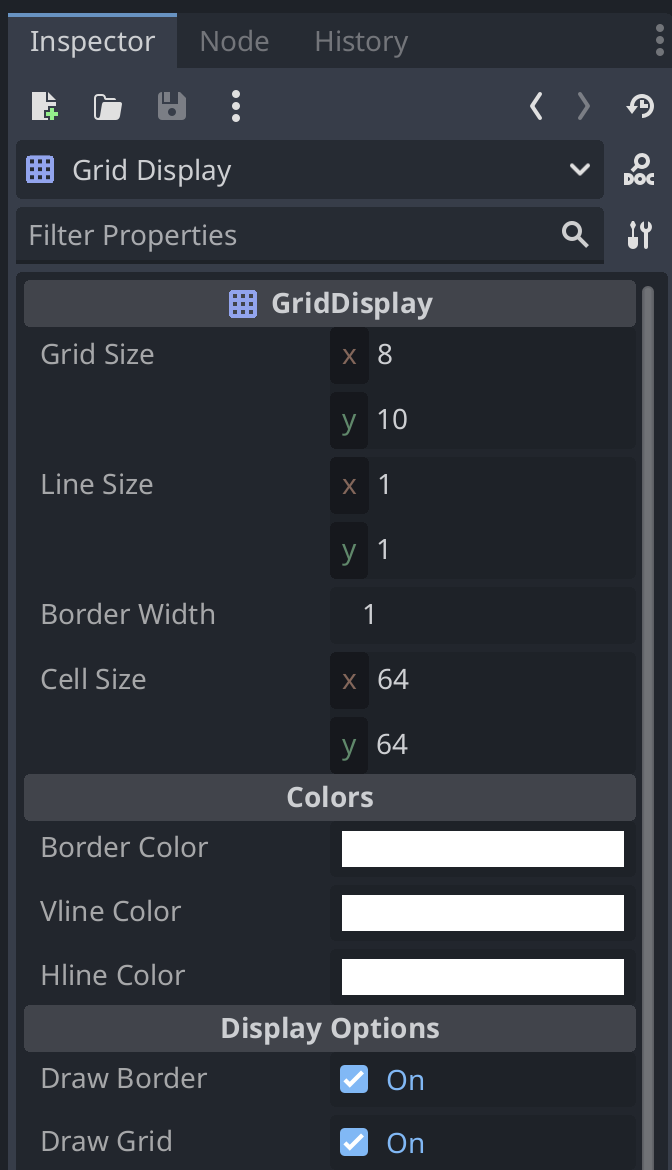 Inspector Node History
Grid Display
DOC
Filter Properties
GridDisplay
Grid Size x 8
y 10
Line Size x 1
y 1
Border Width 1
Cell Size x 64
y 64
Colors
Border Color
Vline Color
Hline Color
Display Options
Draw Border On
Draw Grid On